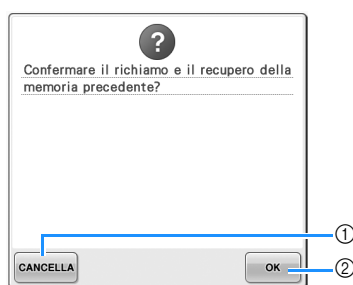 ?
Confermare il richiamo e il recupero della
memoria precedente?
①
CANCELLA
OK
②